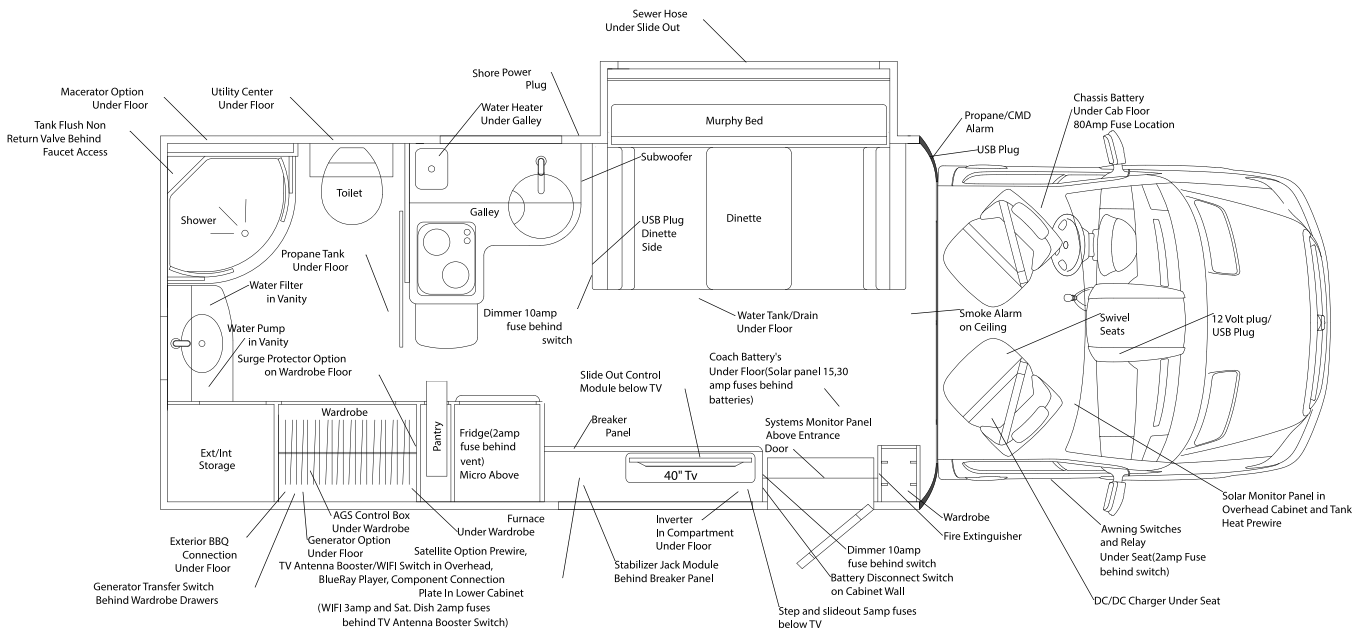 Sewer Hose
Under Slide Out
Shore Power
Plug
Macerator Option
Under Floor
Utility Center
Under Floor
Water Heater
Under Galley
Chassis Battery
Under Cab Floor
80Amp Fuse Location
Propane/CMD
Alarm
USB Plug
Tank Flush Non
Return Valve Behind
Faucet Access
Murphy Bed
Subwoofer
Toilet
Shower
Galley
USB Plug
Dinette
Side
Dinette
Propane Tank
Under Floor
Water Filter
in Vanity
Dimmer 10amp
fuse behind
switch
Water Tank/Drain
Under Floor
Smoke Alarm
on Ceiling
Swivel
Seats
12 Volt plug/
USB Plug
Water Pump
in Vanity
Surge Protector Option
on Wardrobe Floor
Slide Out Control
Module below TV
Coach Battery's
Under Floor(Solar panel 15,30
amp fuses behind
batteries)
Wardrobe
Pantry
Breaker
Panel
Systems Monitor Panel
Above Entrance
Door
Ext/Int
Storage
Fridge(2amp
fuse behind
vent)
Micro Above
40" Tv
Solar Monitor Panel in
Overhead Cabinet and Tank
Heat Prewire
AGS Control Box
Under Wardrobe
Furnace
Under Wardrobe
Inverter
In Compartment
Under Floor
Wardrobe
Fire Extinguisher
Awning Switches
and Relay
Under Seat(2amp Fuse
behind switch)
Exterior BBQ
Connection
Under Floor
Generator Option
Under Floor
Satellite Option Prewire,
TV Antenna Booster/WIFI Switch in Overhead,
BlueRay Player, Component Connection
Plate In Lower Cabinet
(WIFI 3amp and Sat. Dish 2amp fuses
behind TV Antenna Booster Switch)
Stabilizer Jack Module
Behind Breaker Panel
Dimmer 10amp
fuse behind switch
Battery Disconnect Switch
on Cabinet Wall
Generator Transfer Switch
Behind Wardrobe Drawers
Step and slideout 5amp fuses
below TV
DC/DC Charger Under Seat